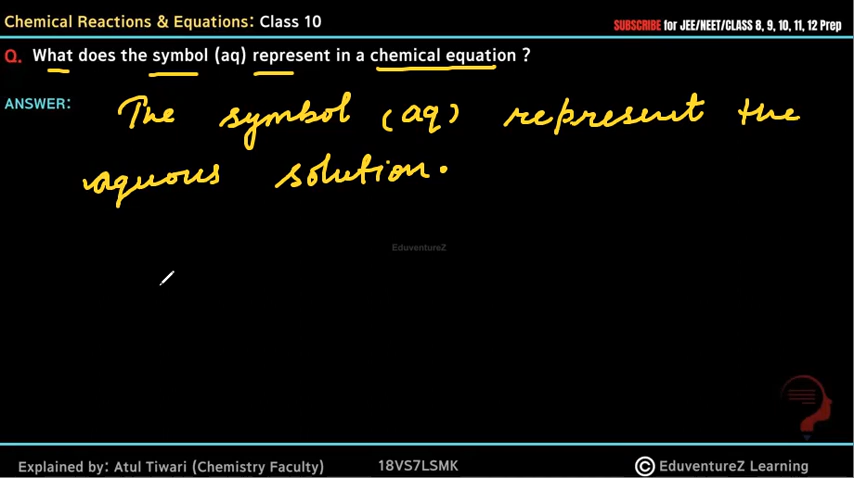 Chemical Reactions & Equations: Class 10
SUBSCRIBE for JEE/NEET/CLASS 8, 9, 10, 11, 12 Prep
Q. What does the symbol (aq) represent in a chemical equation ?
ANSWER: The symbol (aq) represent the
aquous solution.
EduventureZ
Explained by: Atul Tiwari (Chemistry Faculty) 18VS7LSMK © EduventureZ Learning